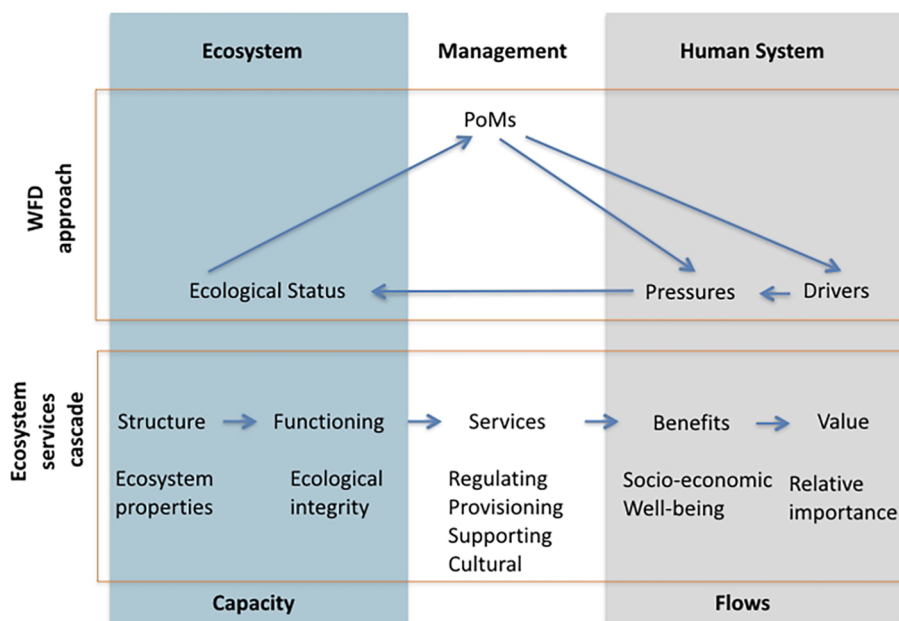 Ecosystem
Management
Human System
WFD
approach
PoMs
Ecological Status
Pressures
Drivers
Ecosystem
services
cascade
Structure
Functioning
Services
Benefits
Value
Ecosystem
properties
Ecological
integrity
Regulating
Provisioning
Supporting
Cultural
Socio-economic
Well-being
Relative
importance
Capacity
Flows